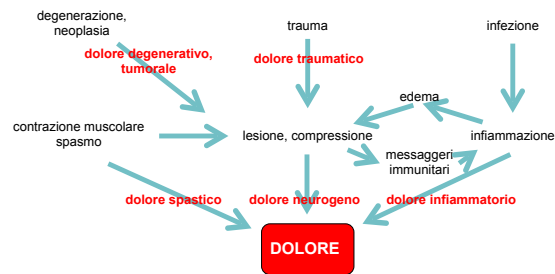 degenerazione,
neoplasia
trauma
infezione
dolore degenerativo,
tumorale
dolore traumatico
edema
contrazione muscolare
spasmo
lesione, compressione
infiammazione
messaggeri
immunitari
dolore spastico
dolore neurogeno
dolore infiammatorio
DOLORE